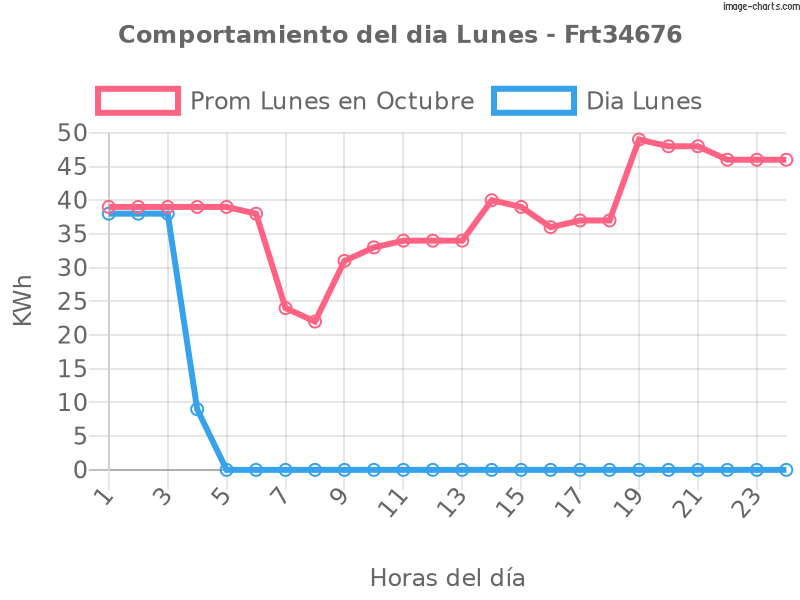 image-charts.com
Comportamiento del dia Lunes - Frt34676
Prom Lunes en Octubre Dia Lunes
50
45
40
35
30
25
20
15
10
5
0
KWh
1 3 5 7 9 11 13 15 17 19 21 23
Horas del día